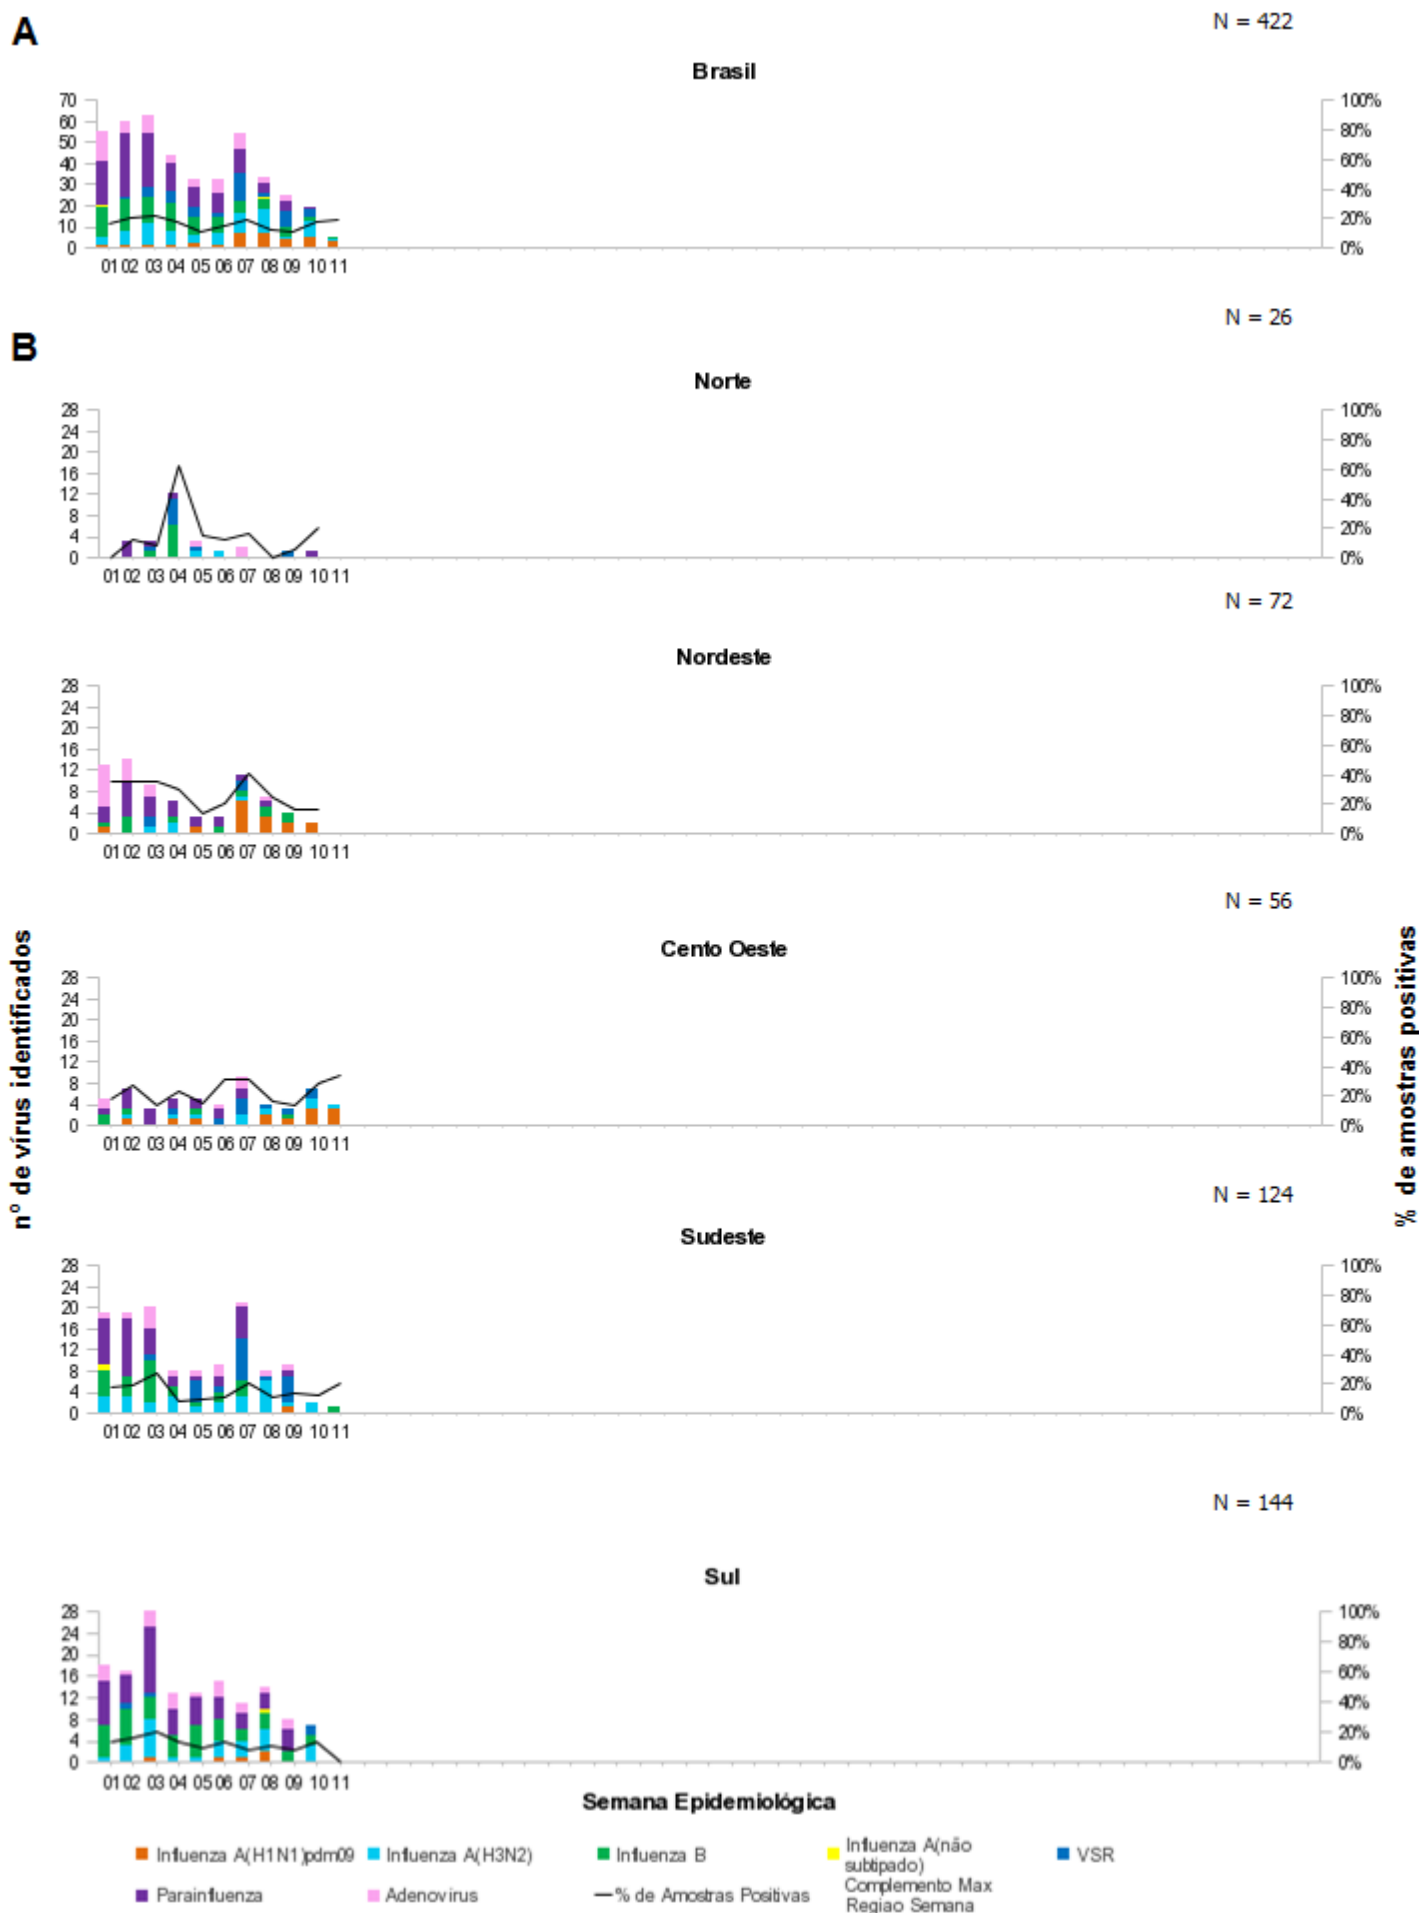 A
N = 422
Brasil
70
60
50
40
30
20
10
0
100%
80%
60%
40%
20%
0%
01 02 03 04 05 06 07 08 09 10 11
N = 26
B
Norte
28
24
20
16
12
8
4
0
100%
80%
60%
40%
20%
0%
01 02 03 04 05 06 07 08 09 10 11
N = 72
Nordeste
28
24
20
16
12
8
4
0
100%
80%
60%
40%
20%
0%
01 02 03 04 05 06 07 08 09 10 11
N = 56
Cento Oeste
28
24
20
16
12
8
4
0
100%
80%
60%
40%
20%
0%
01 02 03 04 05 06 07 08 09 10 11
nº de vírus identificados
% de amostras positivas
N = 124
Sudeste
28
24
20
16
12
8
4
0
100%
80%
60%
40%
20%
0%
01 02 03 04 05 06 07 08 09 10 11
N = 144
Sul
28
24
20
16
12
8
4
0
100%
80%
60%
40%
20%
0%
01 02 03 04 05 06 07 08 09 10 11
Semana Epidemiológica
Influenza A(H1N1)pdm09
Influenza A(H3N2)
Influenza B
Influenza A(não
subtipado)
VSR
Parainfluenza
Adenovirus
% de Amostras Positivas
Complemento Max
Regiao Semana